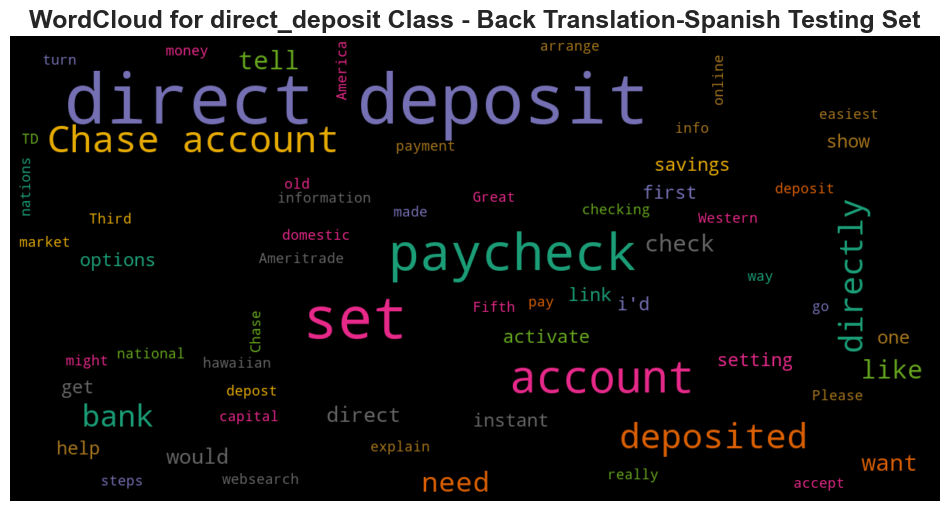 WordCloud for direct_deposit Class - Back Translation-Spanish Testing Set
turn
money
tell
America
arrange
online
direct deposit
easiest
TD
Chase account
payment
info
show
nations
old
information
Great
savings
first
deposit
Third
made
checking
Western
directly
market
options
domestic
Ameritrade
paycheck
check
way
set
Fifth
pay
link
i'd
go
Chase
activate
one
might
national
hawaiian
account
setting
like
get
depost
Please
bank
capital
direct
instant
deposited
help
would
explain
want
steps
websearch
need
really
accept